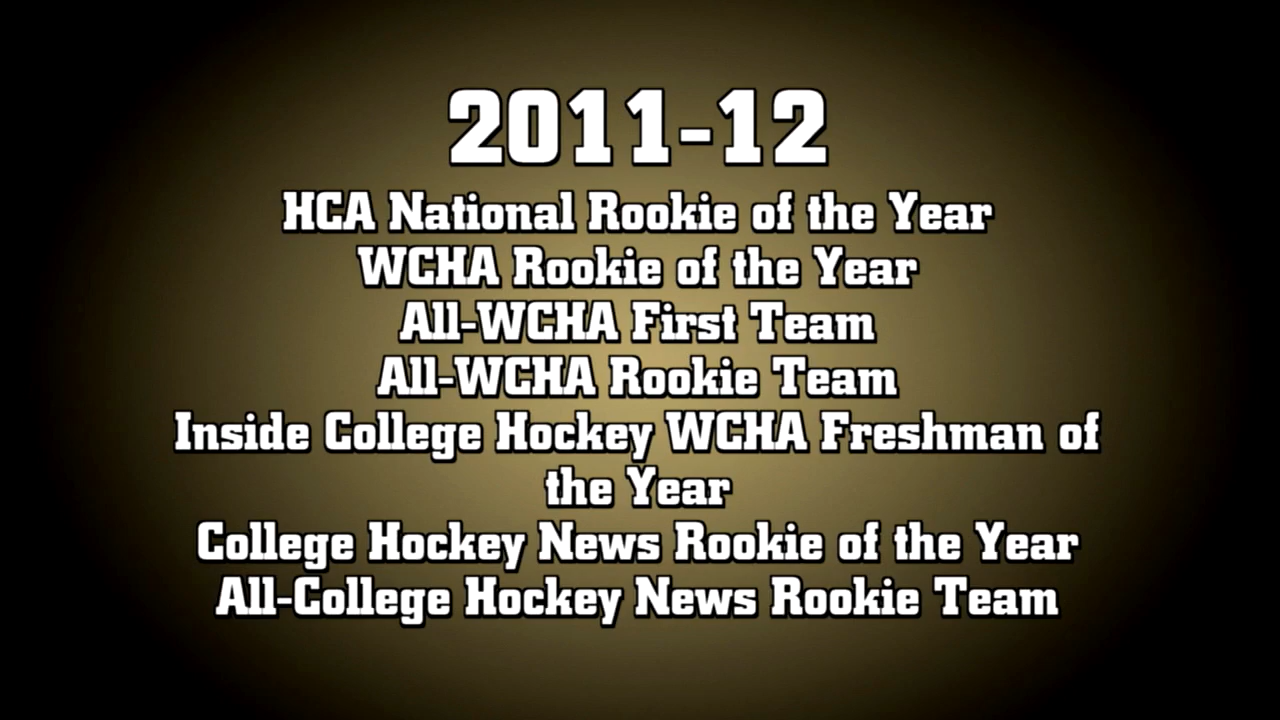 2011-12
HCA National Rookie of the Year
WCHA Rookie of the Year
All-WCHA First Team
All-WCHA Rookie Team
Inside College Hockey WCHA Freshman of
the Year
College Hockey News Rookie of the Year
All-College Hockey News Rookie Team